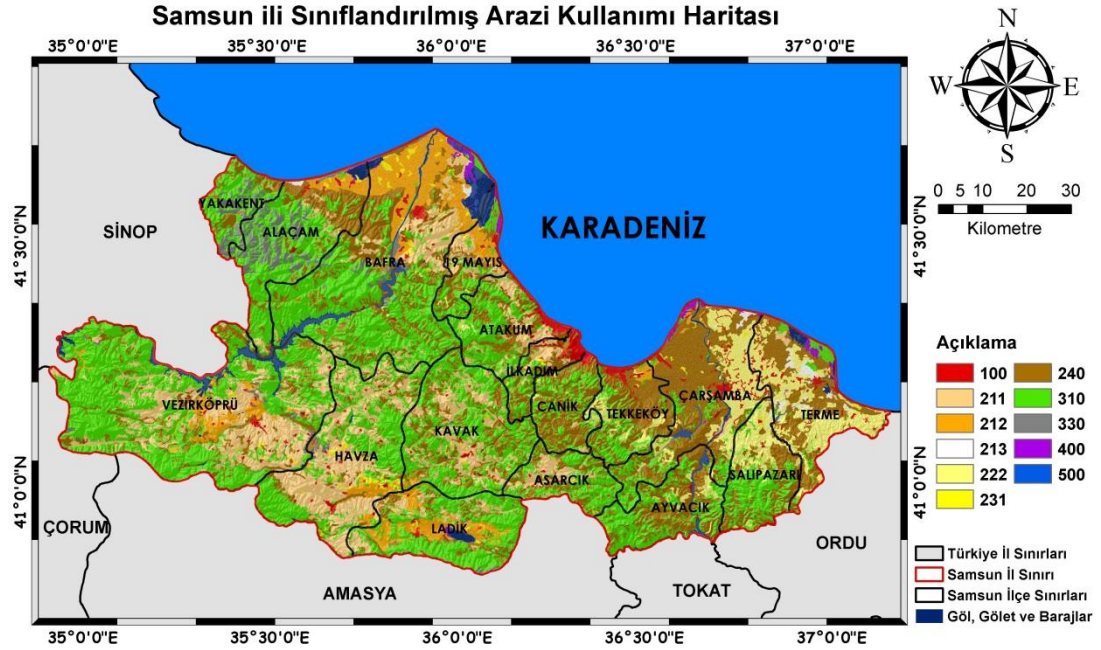 Samsun ili Sınıflandırılmış Arazi Kullanımı Haritası
35°0'0"E 35°30'0"E 36°0'0"E 36°30'0"E 37°0'0"E
N
W E
S
0 5 10 20 30
Kilometre
41°30'0"N
41°0'0"N
41°30'0"N
41°0'0"N
SİNOP
KARADENİZ
YAKAKENT
ALAÇAM
BAFRA
19 MAYIS
ATAKUM
İLKADIM
CANİK
TEKKEKÖY
ÇARŞAMBA
TERME
VEZİRKÖPRÜ
HAVZA
KAVAK
ASARCIK
SALIPAZARI
AYVACIK
LADİK
ÇORUM
AMASYA
TOKAT
ORDU
Açıklama
100 240
211 310
212 330
213 400
222 500
231
Türkiye İl Sınırları
Samsun İl Sınırı
Samsun İlçe Sınırları
Göl, Gölet ve Barajlar
35°0'0"E 35°30'0"E 36°0'0"E 36°30'0"E 37°0'0"E